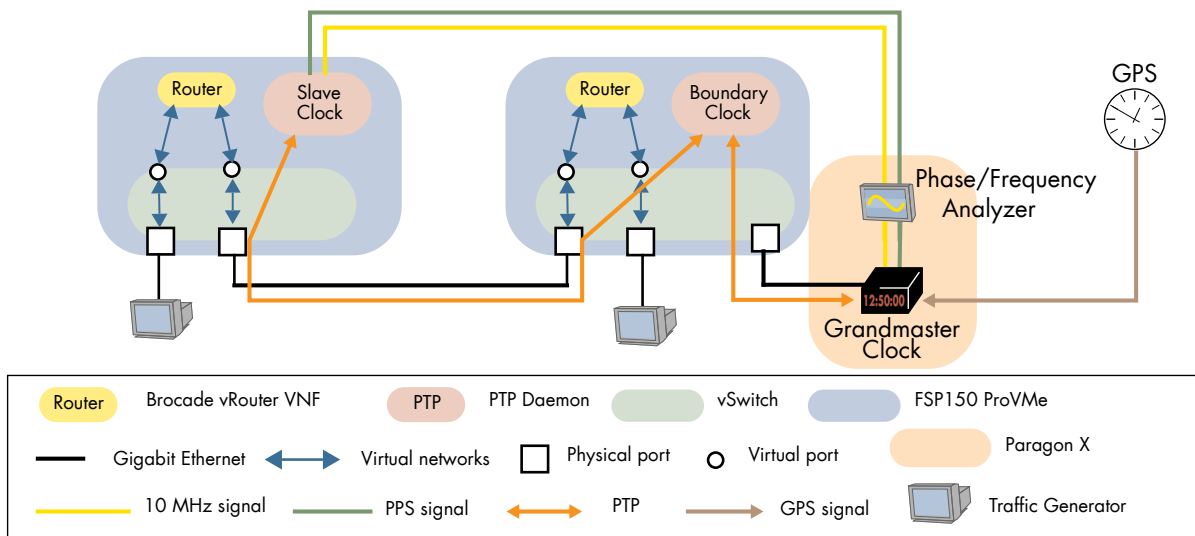 GPS
Router
Slave
Clock
Router
Boundary
Clock
Phase/Frequency
Analyzer
12:50:00
Grandmaster
Clock
Router
Brocade vRouter VNF
PTP
PTP Daemon
vSwitch
FSP150 ProVMe
Gigabit Ethernet
Virtual networks
Physical port
Virtual port
Paragon X
10 MHz signal
PPS signal
PTP
GPS signal
Traffic Generator